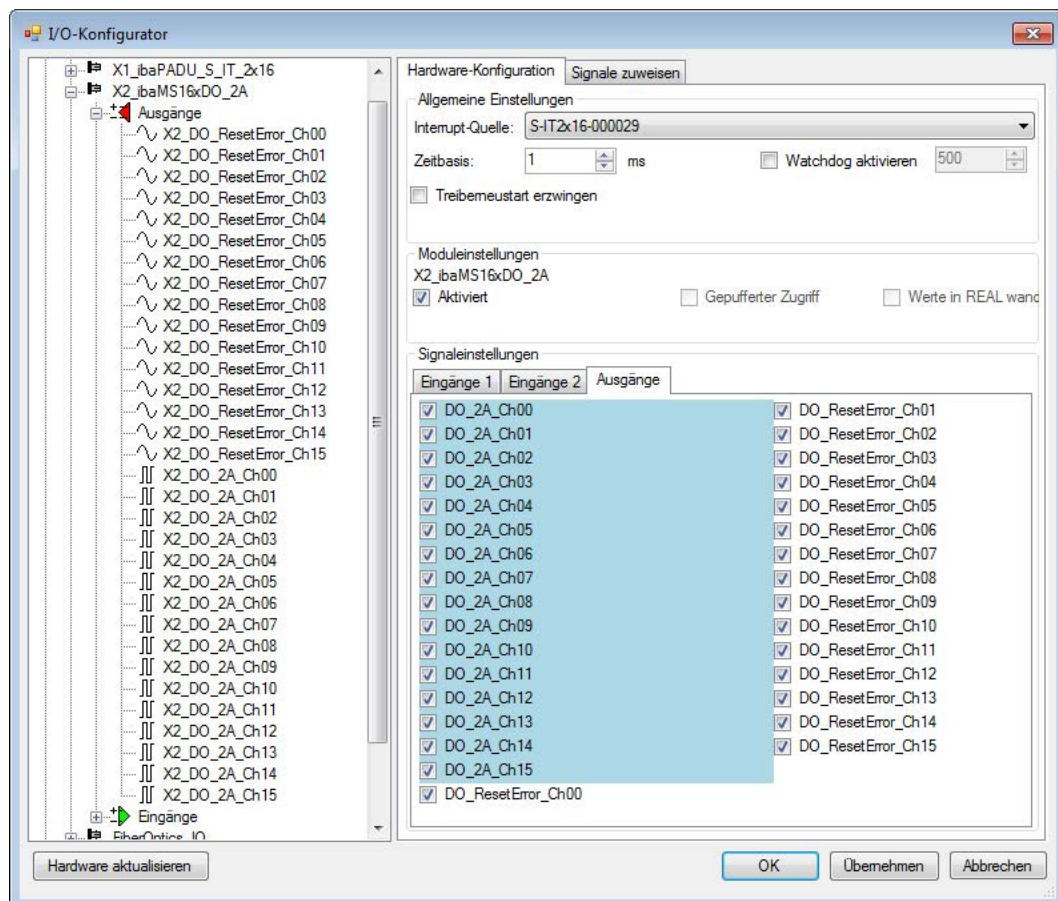 I/O-Konfigurator
X1_ibaPADU_S_IT_2x16
X2_ibaMS16xDO_2A
Ausgänge
X2_DO_ResetError_Ch00
X2_DO_ResetError_Ch01
X2_DO_ResetError_Ch02
X2_DO_ResetError_Ch03
X2_DO_ResetError_Ch04
X2_DO_ResetError_Ch05
X2_DO_ResetError_Ch06
X2_DO_ResetError_Ch07
X2_DO_ResetError_Ch08
X2_DO_ResetError_Ch09
X2_DO_ResetError_Ch10
X2_DO_ResetError_Ch11
X2_DO_ResetError_Ch12
X2_DO_ResetError_Ch13
X2_DO_ResetError_Ch14
X2_DO_ResetError_Ch15
X2_DO_2A_Ch00
X2_DO_2A_Ch01
X2_DO_2A_Ch02
X2_DO_2A_Ch03
X2_DO_2A_Ch04
X2_DO_2A_Ch05
X2_DO_2A_Ch06
X2_DO_2A_Ch07
X2_DO_2A_Ch08
X2_DO_2A_Ch09
X2_DO_2A_Ch10
X2_DO_2A_Ch11
X2_DO_2A_Ch12
X2_DO_2A_Ch13
X2_DO_2A_Ch14
X2_DO_2A_Ch15
Eingänge
FiberOptics_IO
Hardware-Konfiguration Signale zuweisen
Allgemeine Einstellungen
Interrupt-Quelle: S-IT2x16-000029
Zeitbasis: 1 ms Watchdog aktivieren 500
Treiberneustart erzwingen
Moduleinstellungen
X2_ibaMS16xDO_2A
Aktiviert Gepufferter Zugriff Werte in REAL wand
Signaleinstellungen
Eingänge 1 Eingänge 2 Ausgänge
DO_2A_Ch00 DO_ResetError_Ch01
DO_2A_Ch01 DO_ResetError_Ch02
DO_2A_Ch02 DO_ResetError_Ch03
DO_2A_Ch03 DO_ResetError_Ch04
DO_2A_Ch04 DO_ResetError_Ch05
DO_2A_Ch05 DO_ResetError_Ch06
DO_2A_Ch06 DO_ResetError_Ch07
DO_2A_Ch07 DO_ResetError_Ch08
DO_2A_Ch08 DO_ResetError_Ch09
DO_2A_Ch09 DO_ResetError_Ch10
DO_2A_Ch10 DO_ResetError_Ch11
DO_2A_Ch11 DO_ResetError_Ch12
DO_2A_Ch12 DO_ResetError_Ch13
DO_2A_Ch13 DO_ResetError_Ch14
DO_2A_Ch14 DO_ResetError_Ch15
DO_2A_Ch15
DO_ResetError_Ch00
Hardware aktualisieren OK Übernehmen Abbrechen